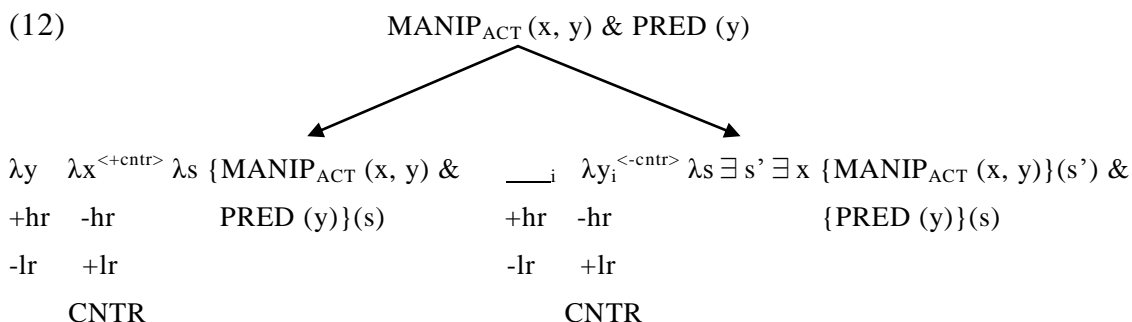 (12) MANIP_ACT (x, y) & PRED (y)
λy λx^<+cntr> λs {MANIP_ACT (x, y) & ___i λy_i^<-cntr> λs ∃ s’ ∃ x {MANIP_ACT (x, y)}(s’) &
+hr -hr PRED (y)}(s) +hr -hr {PRED (y)}(s)
-lr +lr -lr +lr
CNTR CNTR